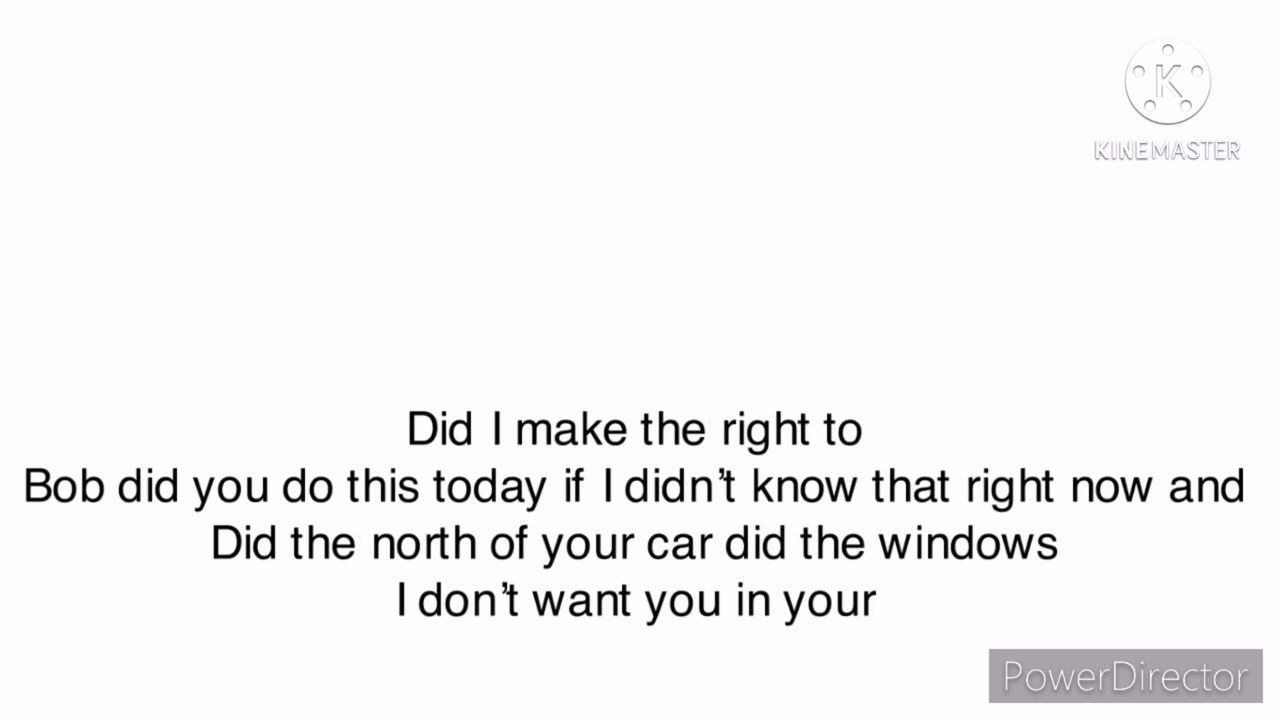 KINEMASTER
Did I make the right to
Bob did you do this today if I didn’t know that right now and
Did the north of your car did the windows
I don’t want you in your
PowerDirector